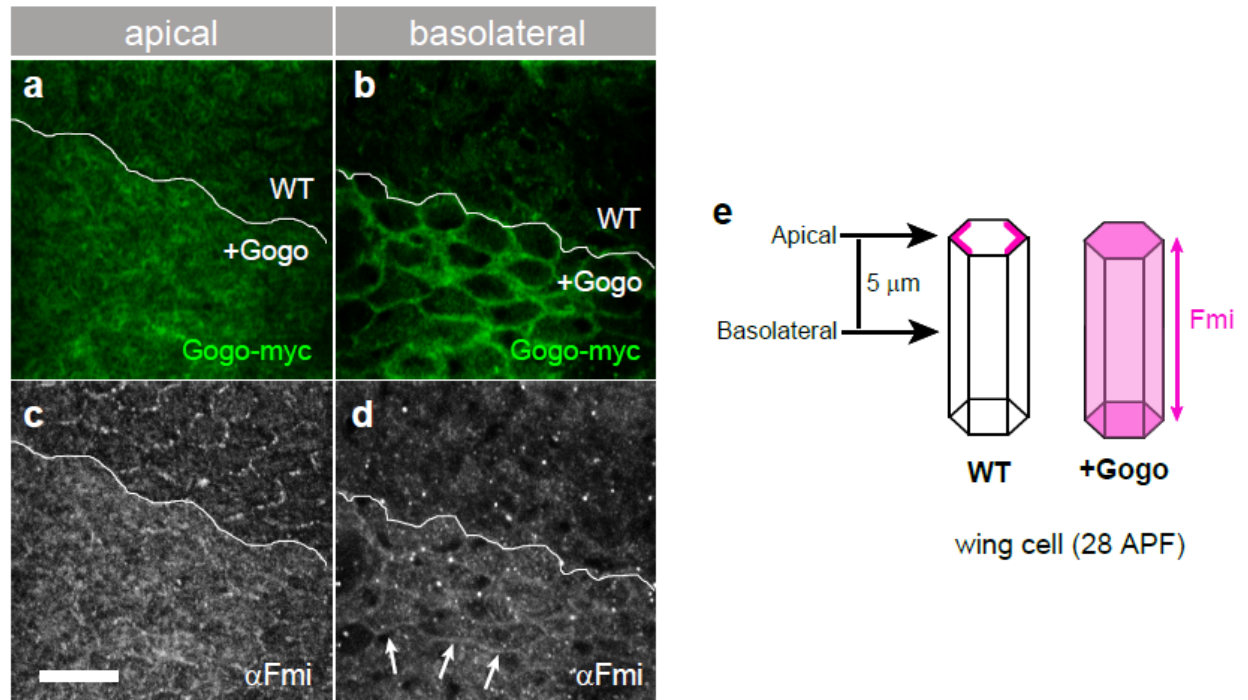 apical
basolateral
a
WT
+Gogo
Gogo-myc
b
WT
+Gogo
Gogo-myc
c
αFmi
d
αFmi
e
Apical
5 μm
Basolateral
Fmi
WT
+Gogo
wing cell (28 APF)